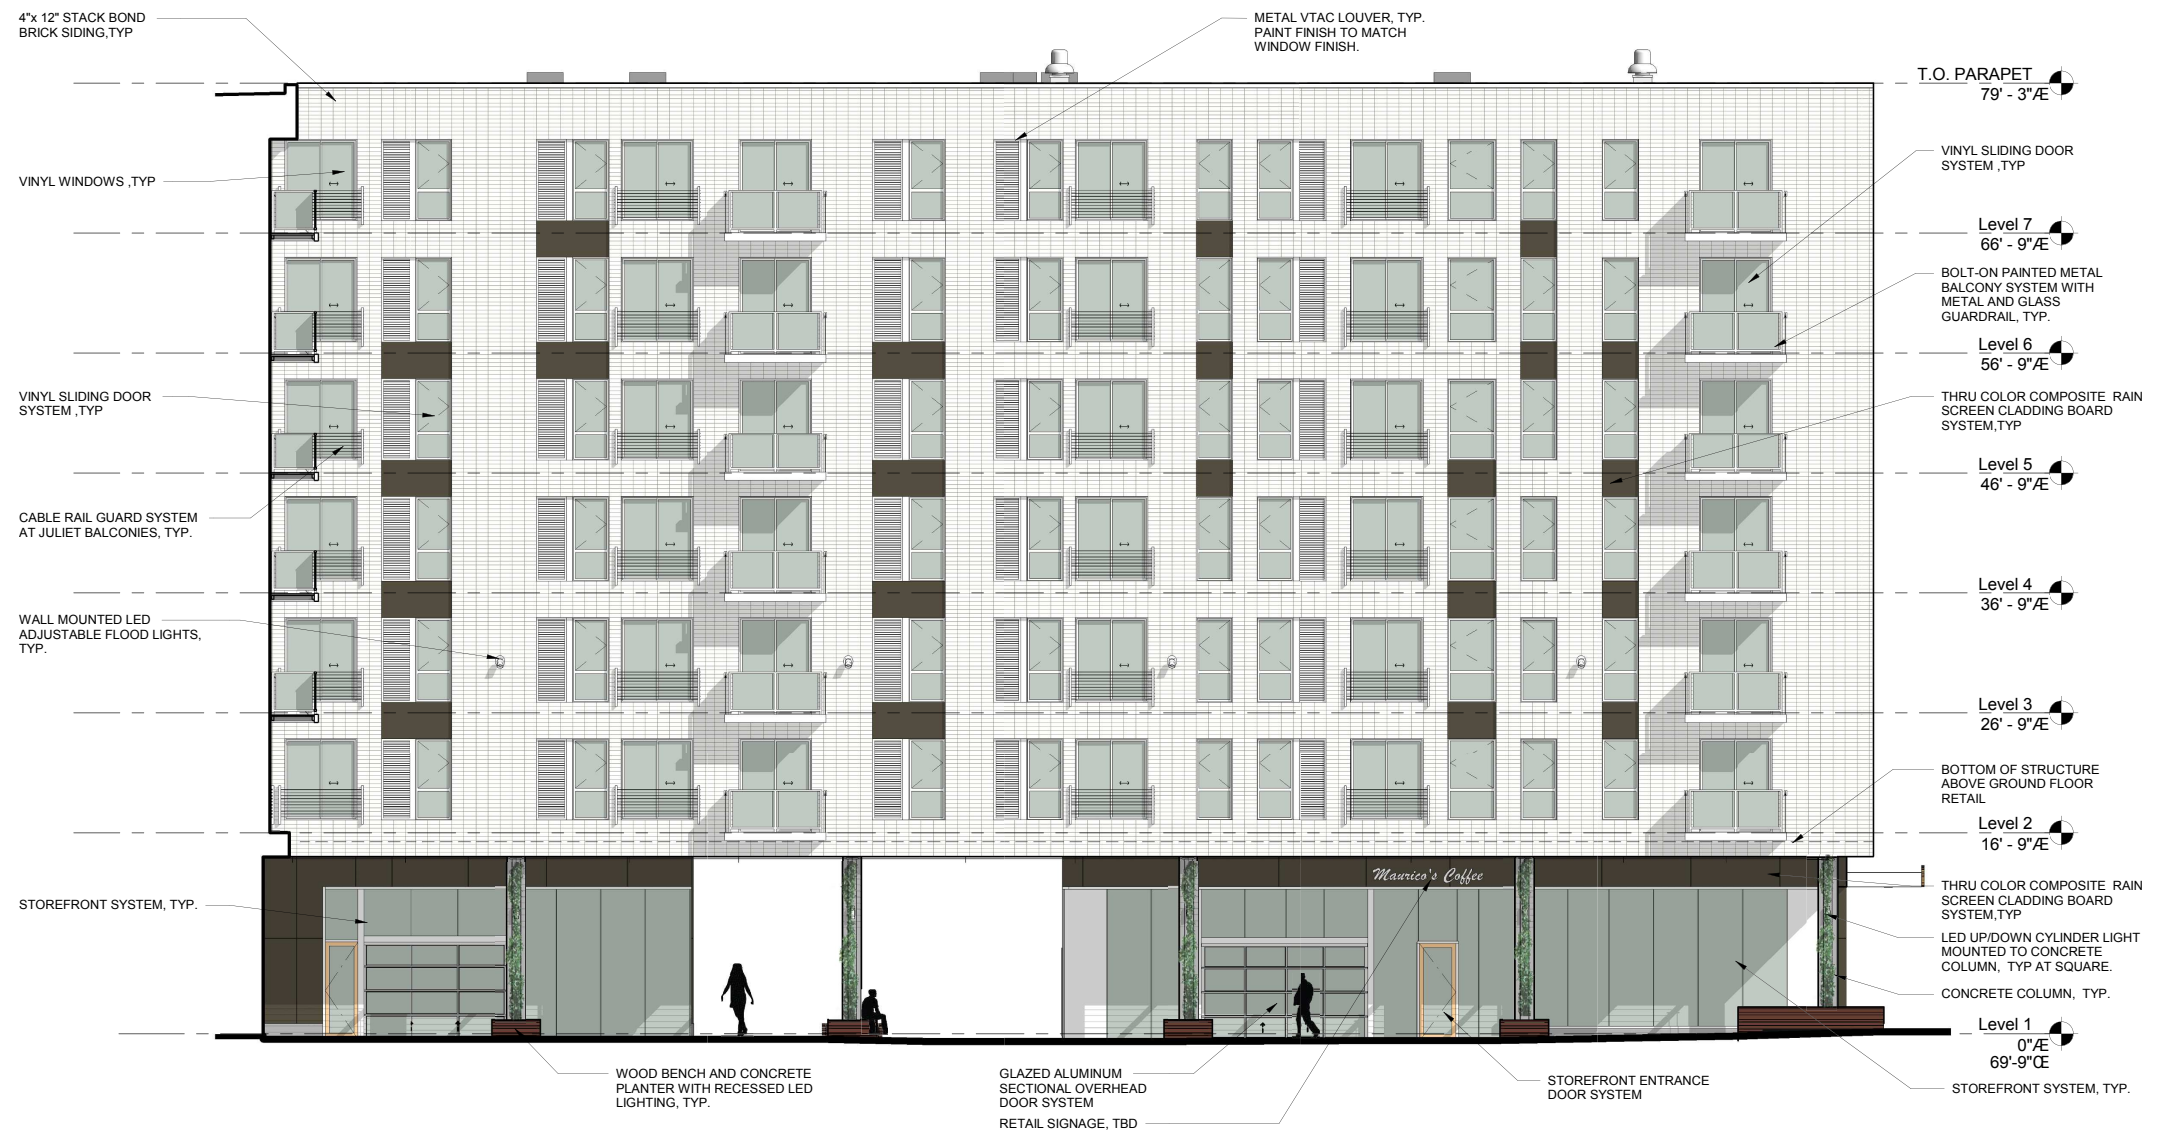 4"x 12" STACK BOND
BRICK SIDING,TYP
METAL VTAC LOUVER, TYP.
PAINT FINISH TO MATCH
WINDOW FINISH.
T.O. PARAPET
79' - 3"Æ
VINYL WINDOWS ,TYP
VINYL SLIDING DOOR
SYSTEM ,TYP
Level 7
66' - 9"Æ
BOLT-ON PAINTED METAL
BALCONY SYSTEM WITH
METAL AND GLASS
GUARDRAIL, TYP.
Level 6
56' - 9"Æ
VINYL SLIDING DOOR
SYSTEM ,TYP
THRU COLOR COMPOSITE RAIN
SCREEN CLADDING BOARD
SYSTEM,TYP
Level 5
46' - 9"Æ
CABLE RAIL GUARD SYSTEM
AT JULIET BALCONIES, TYP.
Level 4
36' - 9"Æ
WALL MOUNTED LED
ADJUSTABLE FLOOD LIGHTS,
TYP.
Level 3
26' - 9"Æ
BOTTOM OF STRUCTURE
ABOVE GROUND FLOOR
RETAIL
Level 2
16' - 9"Æ
Maurico's Coffee
STOREFRONT SYSTEM, TYP.
THRU COLOR COMPOSITE RAIN
SCREEN CLADDING BOARD
SYSTEM,TYP
LED UP/DOWN CYLINDER LIGHT
MOUNTED TO CONCRETE
COLUMN, TYP AT SQUARE.
CONCRETE COLUMN, TYP.
Level 1
0"Æ
69'-9"Œ
WOOD BENCH AND CONCRETE
PLANTER WITH RECESSED LED
LIGHTING, TYP.
GLAZED ALUMINUM
SECTIONAL OVERHEAD
DOOR SYSTEM
RETAIL SIGNAGE, TBD
STOREFRONT ENTRANCE
DOOR SYSTEM
STOREFRONT SYSTEM, TYP.